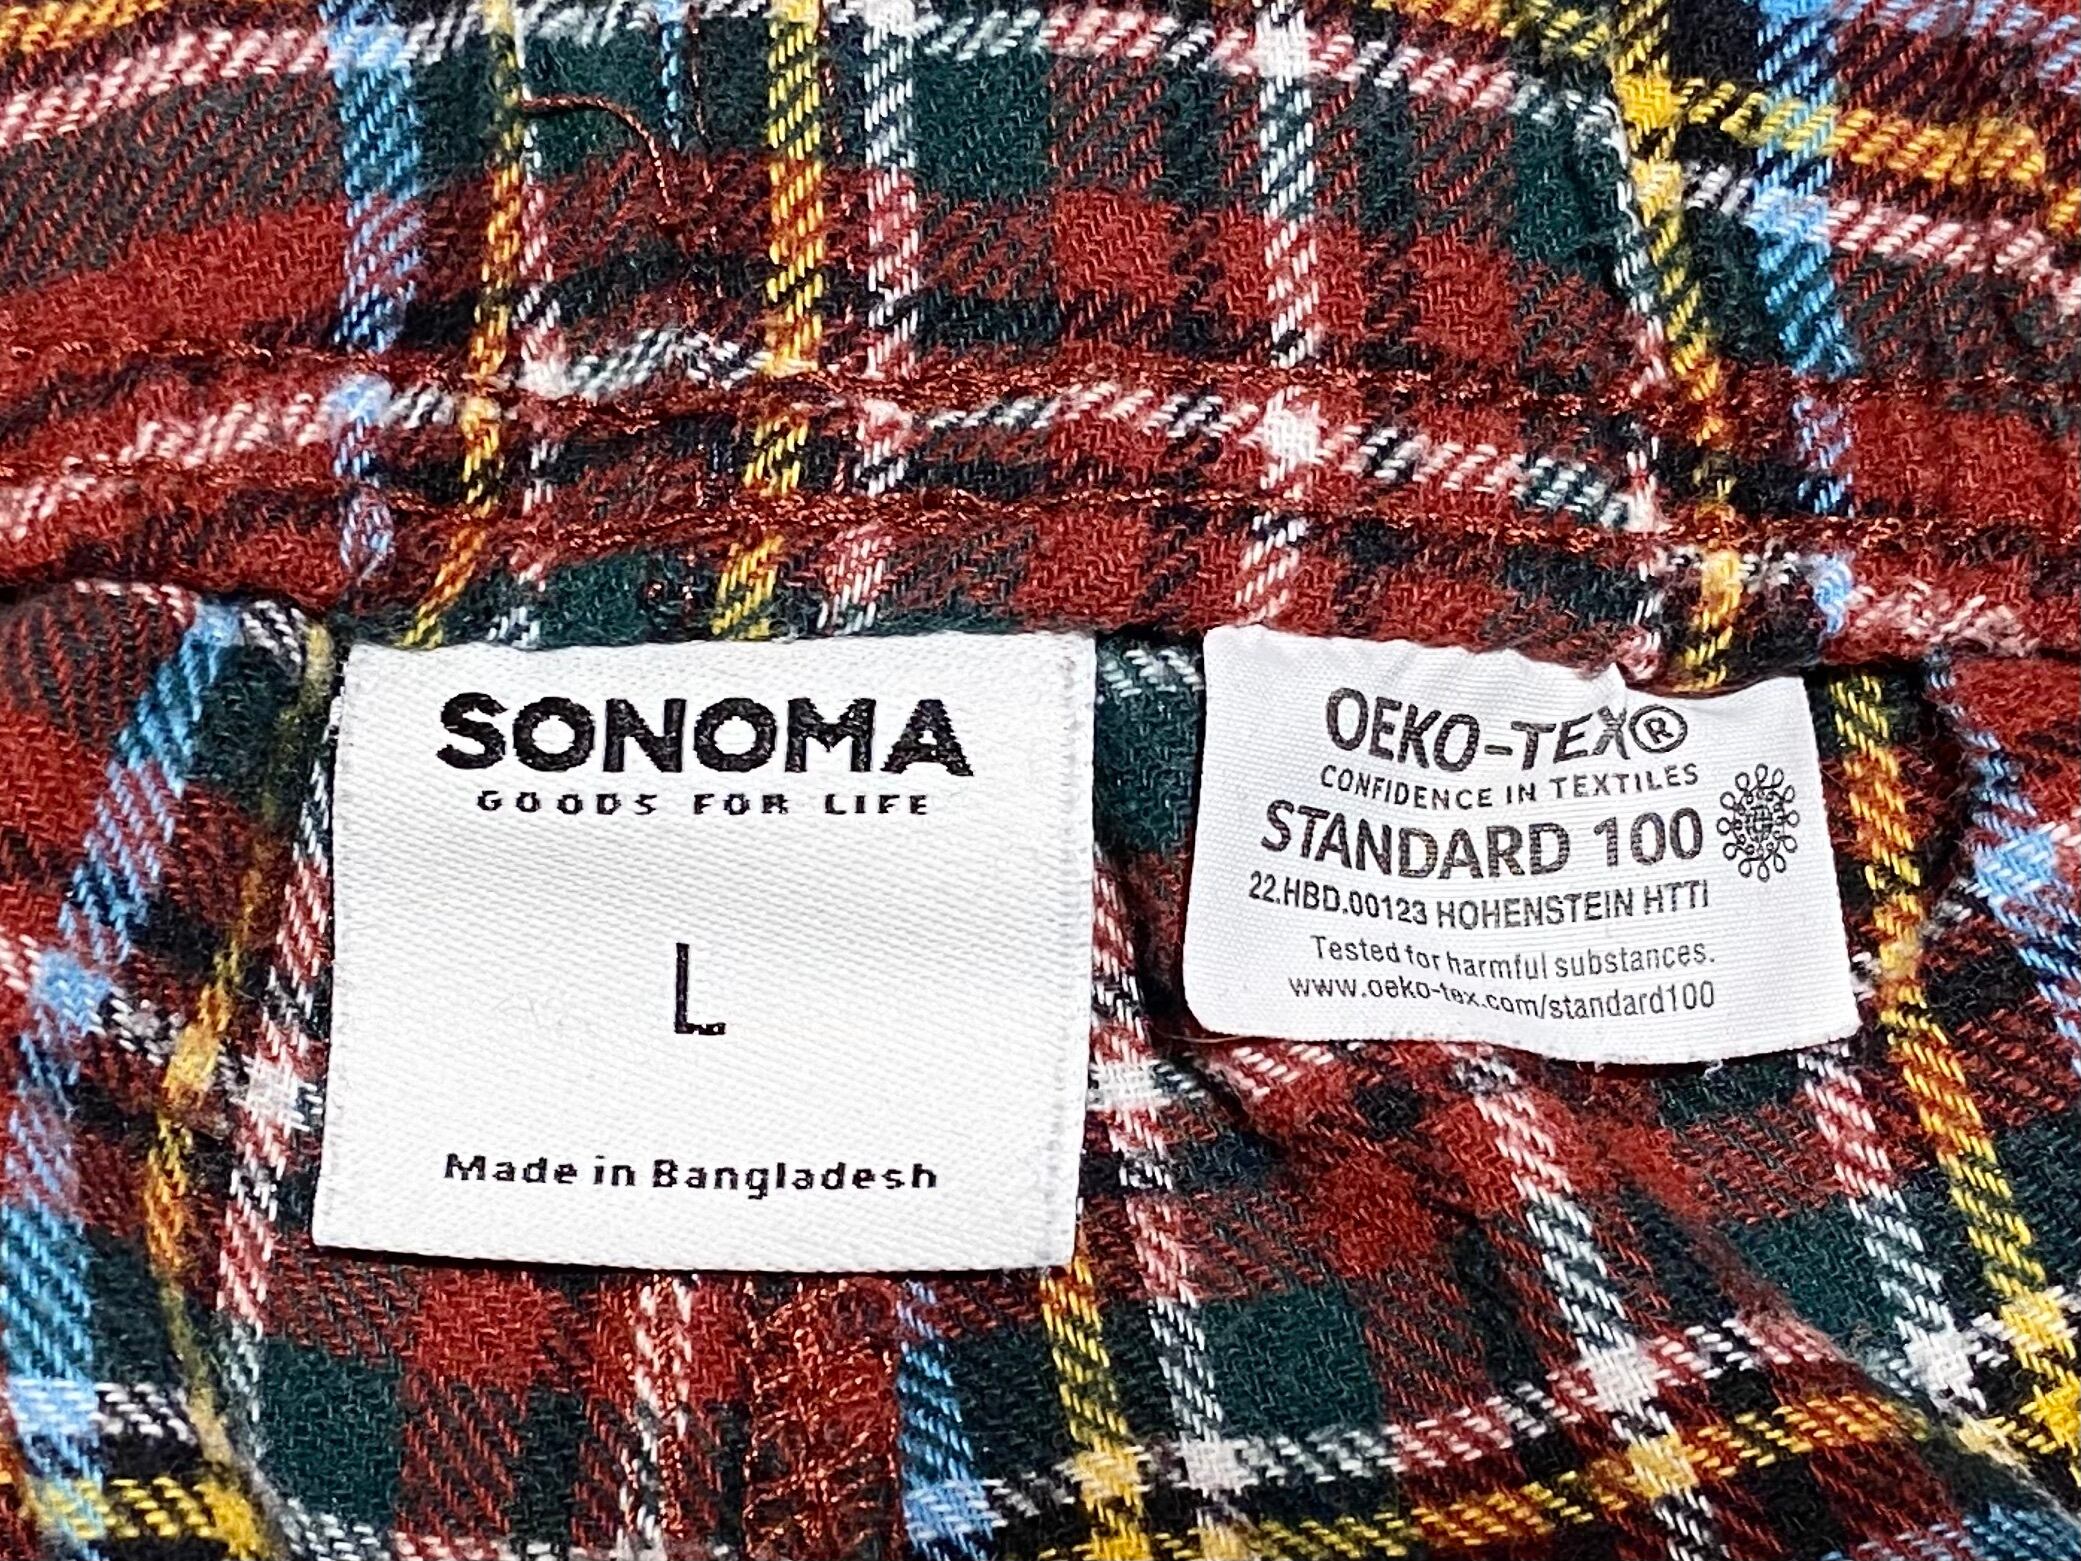 SONOMA
GOODS FOR LIFE
L
Made in Bangladesh
OEKO-TEX®
CONFIDENCE IN TEXTILES
STANDARD 100
22.HBD.00123 HOHENSTEIN HTTI
Tested for harmful substances.
www.oeko-tex.com/standard100